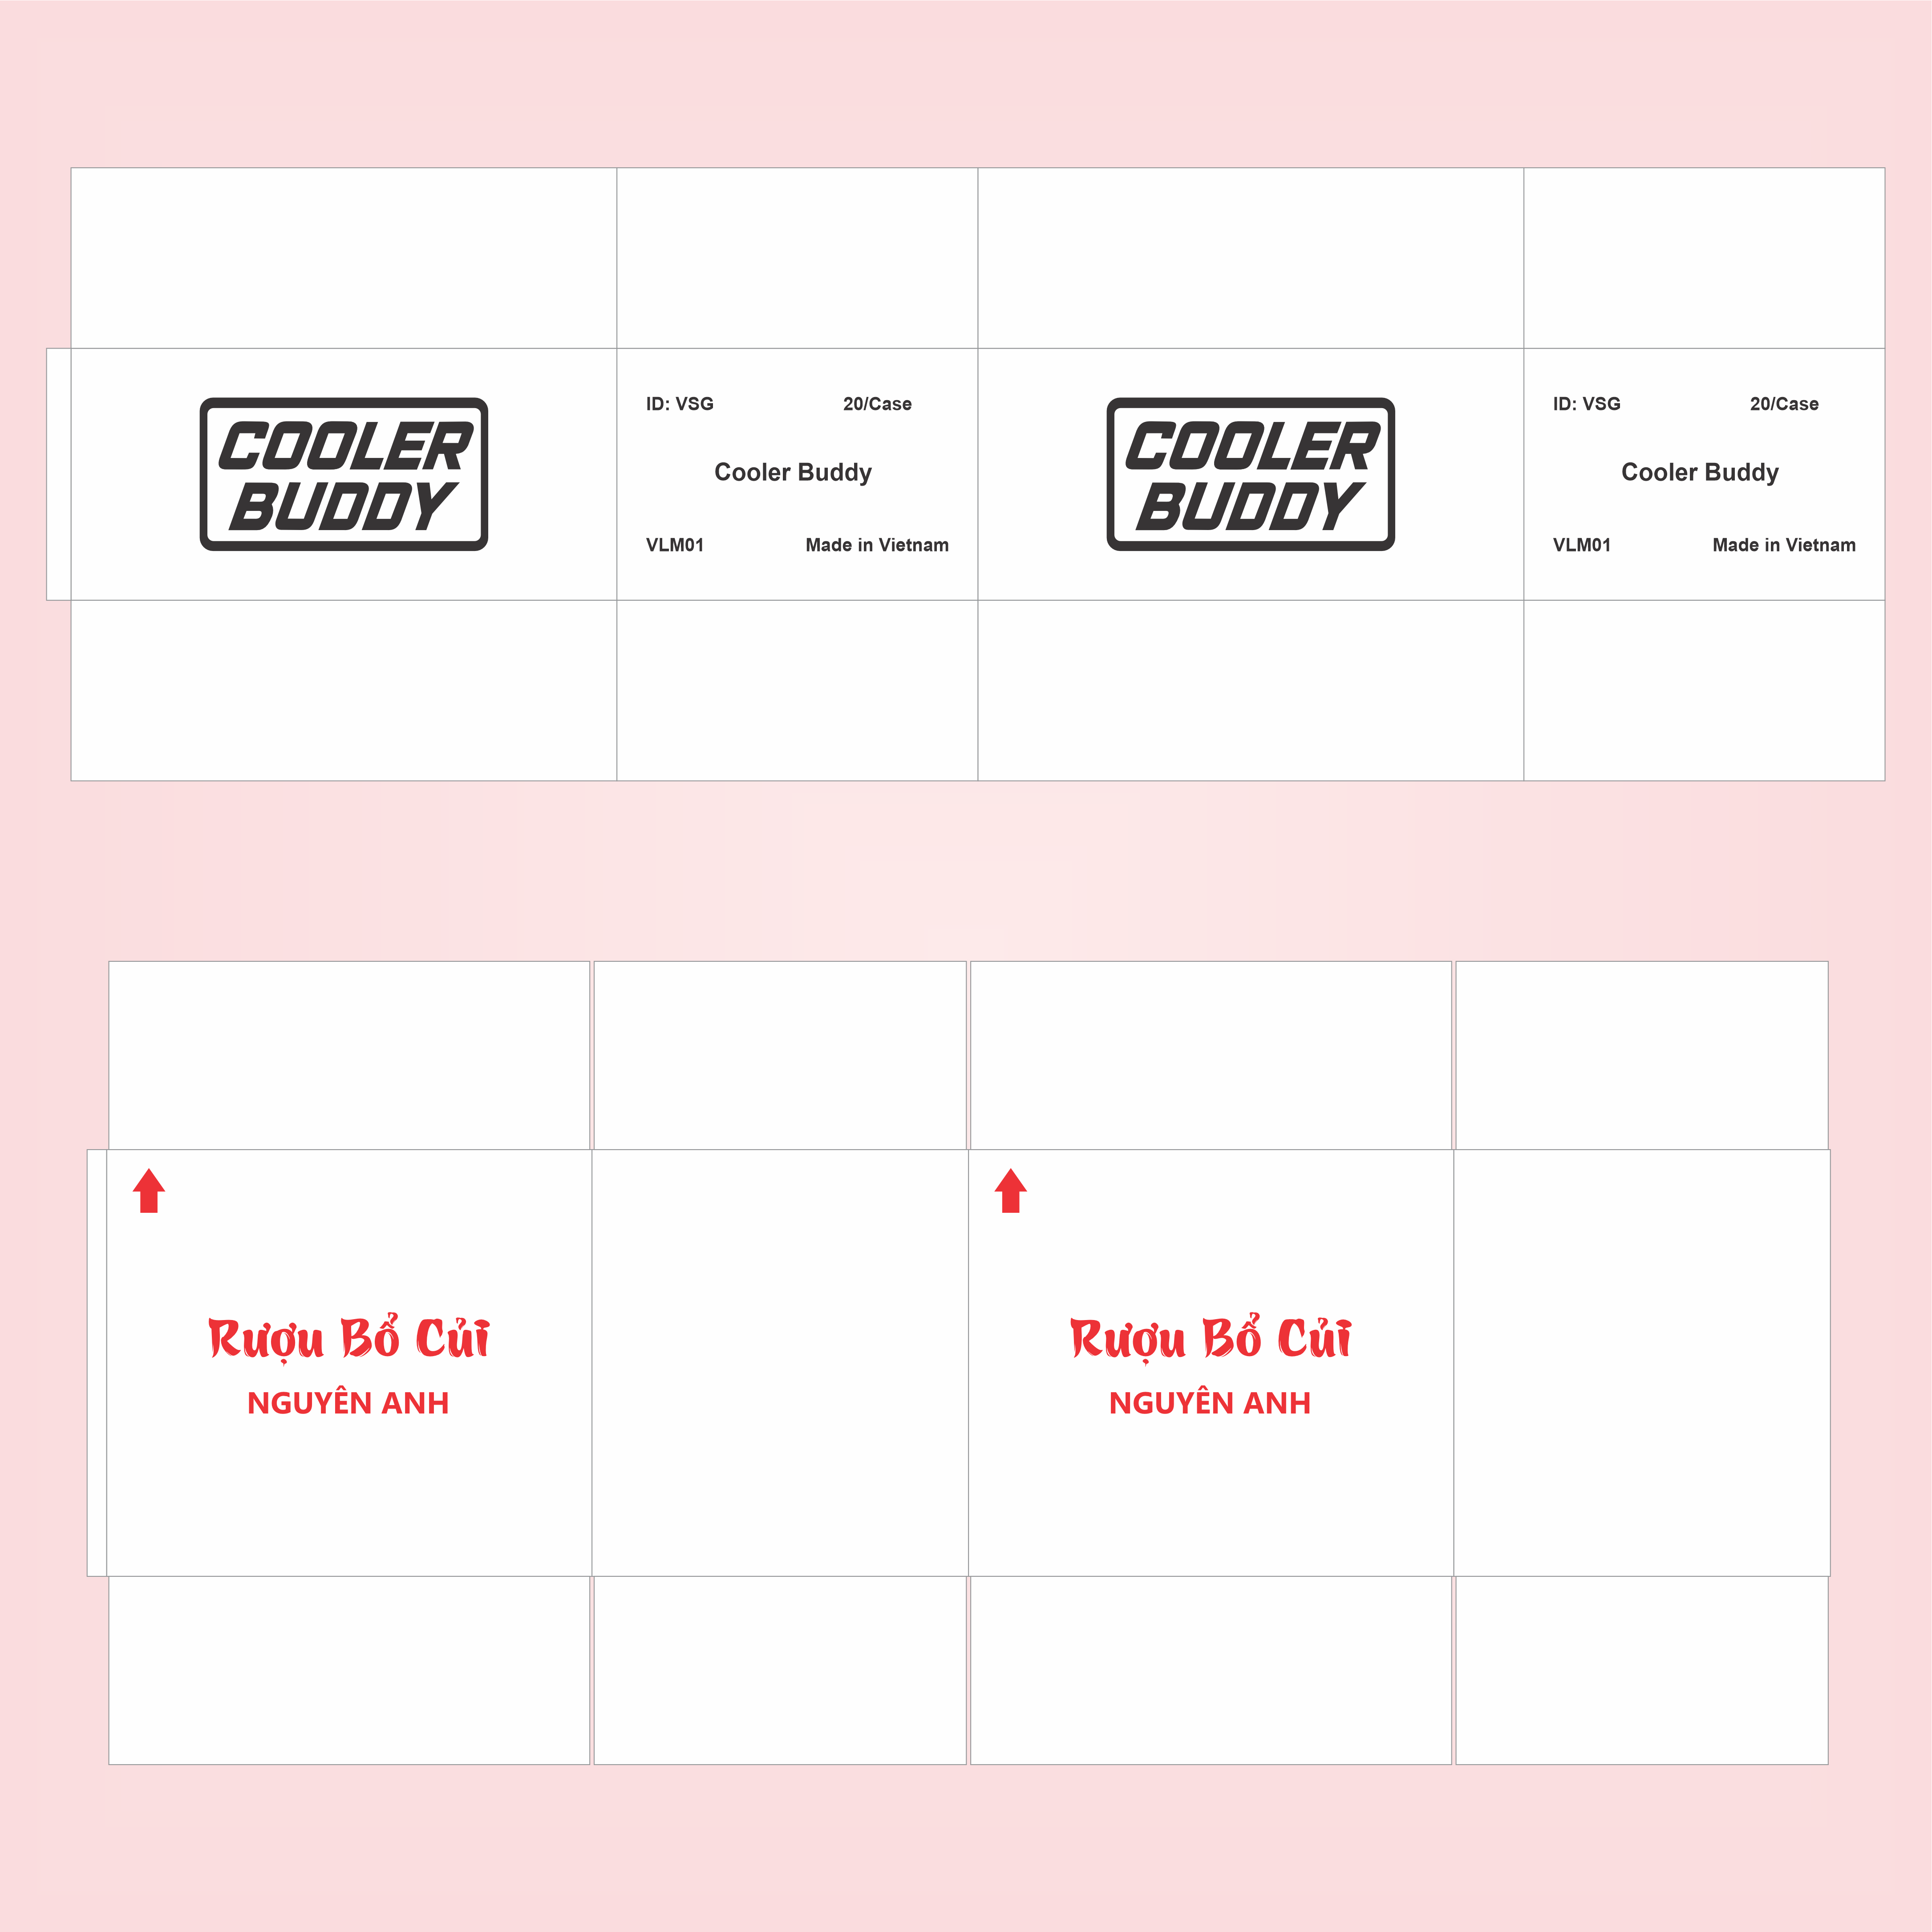 COOLER
BUDDY
ID: VSG
20/Case
Cooler Buddy
VLM01
Made in Vietnam
COOLER
BUDDY
ID: VSG
20/Case
Cooler Buddy
VLM01
Made in Vietnam
Rượu Bổ Củi
NGUYÊN ANH
Rượu Bổ Củi
NGUYÊN ANH